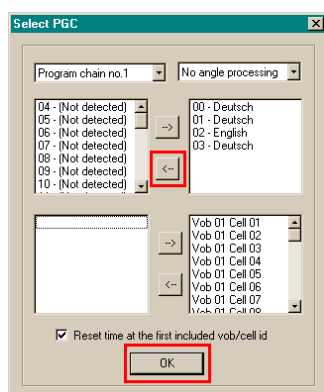 Select PGC
Program chain no.1
No angle processing
04 - (Not detected)
05 - (Not detected)
06 - (Not detected)
07 - (Not detected)
08 - (Not detected)
09 - (Not detected)
10 - (Not detected)
-->
<--
00 - Deutsch
01 - Deutsch
02 - English
03 - Deutsch
-->
<--
Vob 01 Cell 01
Vob 01 Cell 02
Vob 01 Cell 03
Vob 01 Cell 04
Vob 01 Cell 05
Vob 01 Cell 06
Vob 01 Cell 07
Vob 01 Cell 08
Reset time at the first included vob/cell id
OK